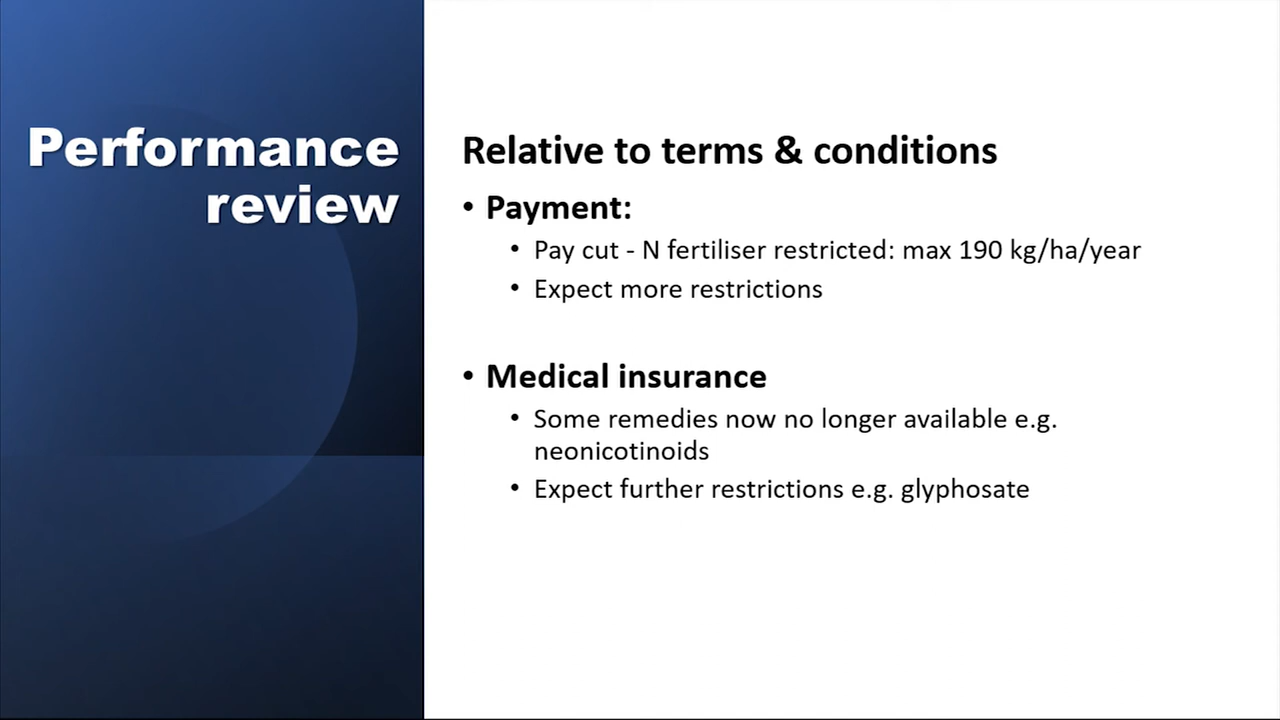 Performance
review
Relative to terms & conditions
• Payment:
• Pay cut - N fertiliser restricted: max 190 kg/ha/year
• Expect more restrictions
• Medical insurance
• Some remedies now no longer available e.g.
neonicotinoids
• Expect further restrictions e.g. glyphosate